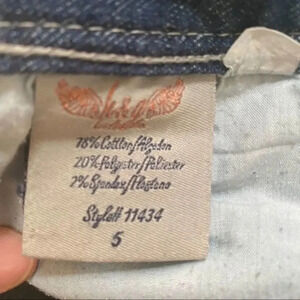 78% Cotton/Algodon
20% Polyester/Poliester
2% Spandex/Elastano
Style# 11434
5